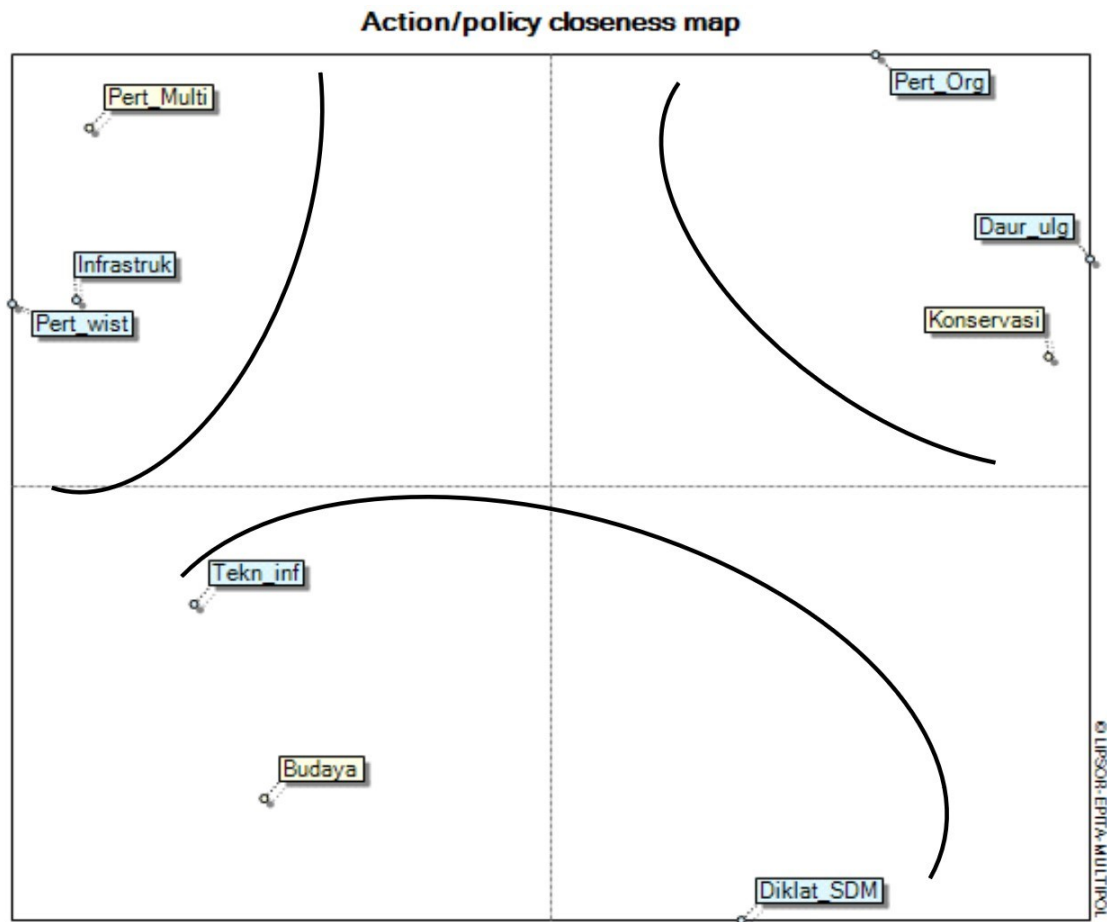 Action/policy closeness map
Pert_Multi
Pert_Org
Daur_ulg
Infrastruk
Pert_wist
Konservasi
Tekn_inf
Budaya
Diklat_SDM
© LIPSOR-EPITA-MULTIPOL